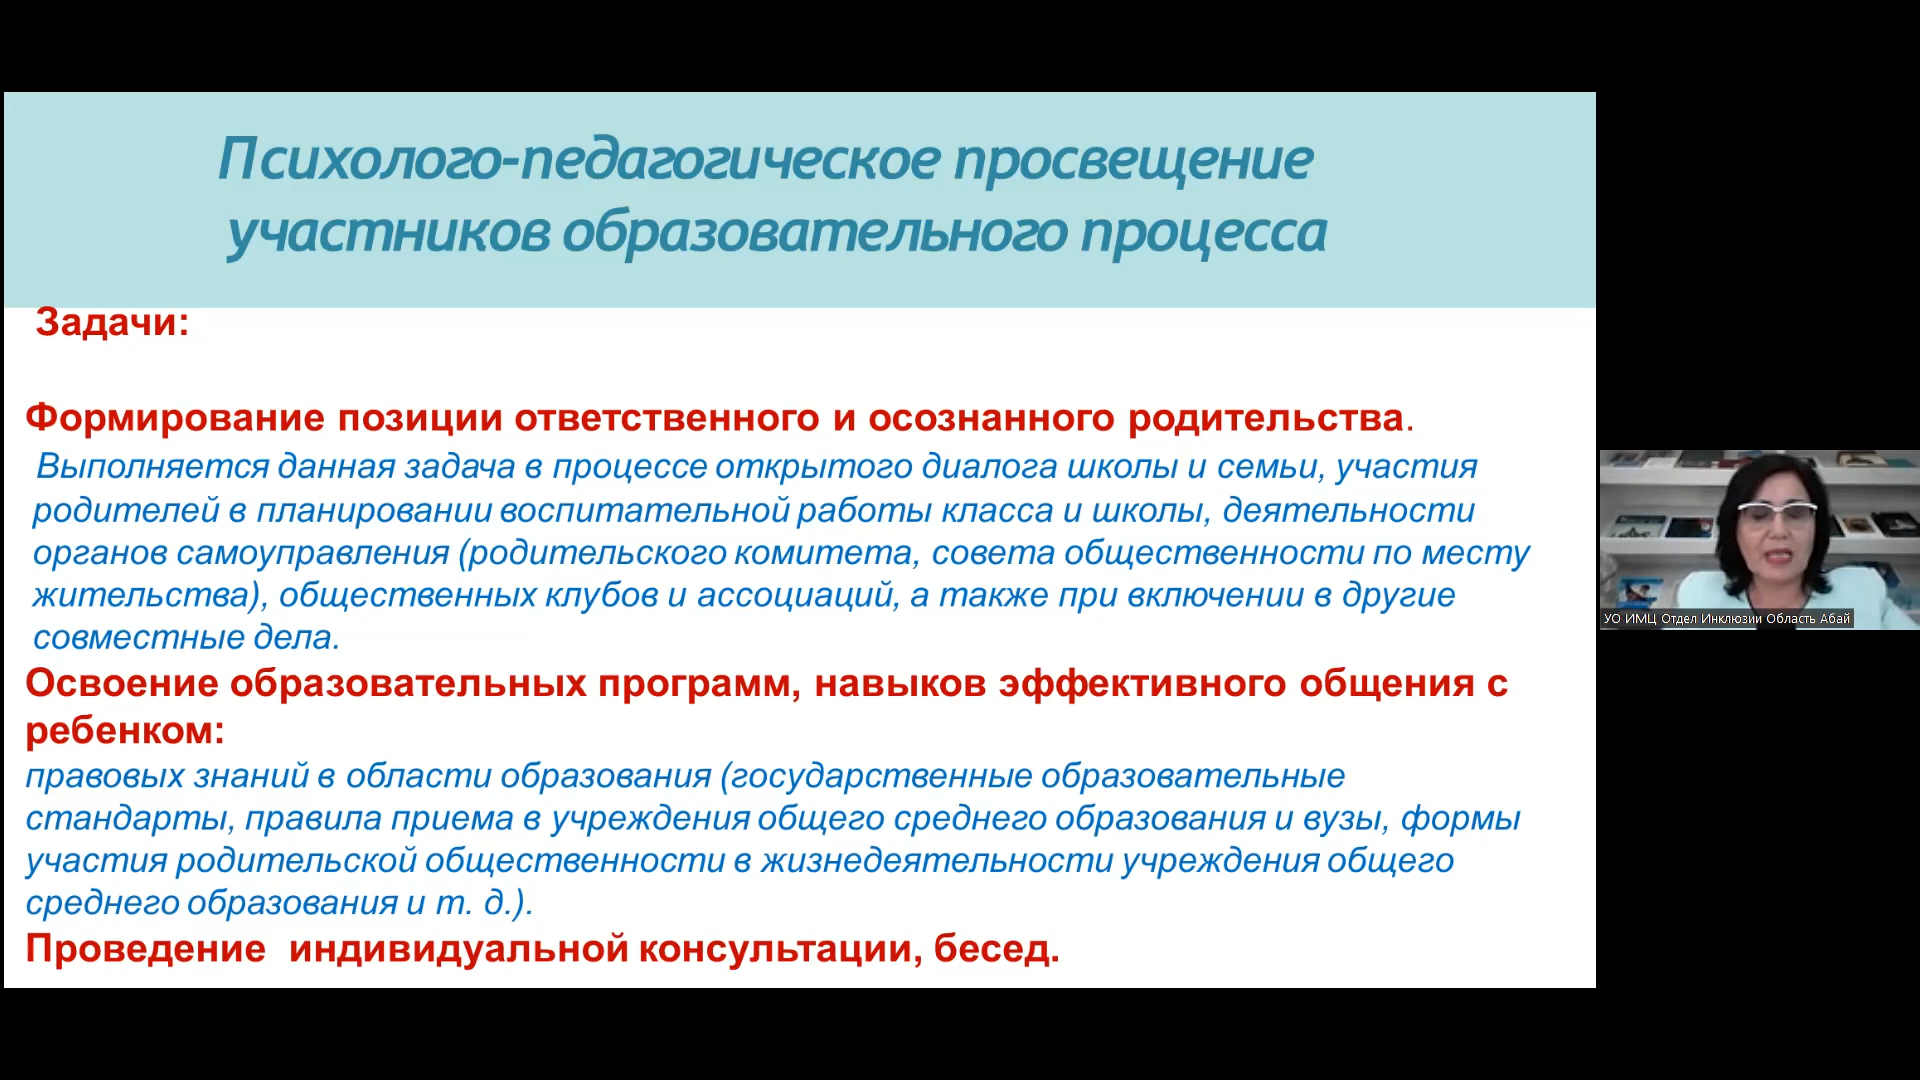 Психолого-педагогическое просвещение
участников образовательного процесса
Задачи:
Формирование позиции ответственного и осознанного родительства.
Выполняется данная задача в процессе открытого диалога школы и семьи, участия
родителей в планировании воспитательной работы класса и школы, деятельности
органов самоуправления (родительского комитета, совета общественности по месту
жительства), общественных клубов и ассоциаций, а также при включении в другие
совместные дела.
Освоение образовательных программ, навыков эффективного общения с
ребенком:
правовых знаний в области образования (государственные образовательные
стандарты, правила приема в учреждения общего среднего образования и вузы, формы
участия родительской общественности в жизнедеятельности учреждения общего
среднего образования и т. д.).
Проведение  индивидуальной консультации, бесед.
УО ИМЦ Отдел Инклюзии Область Абай